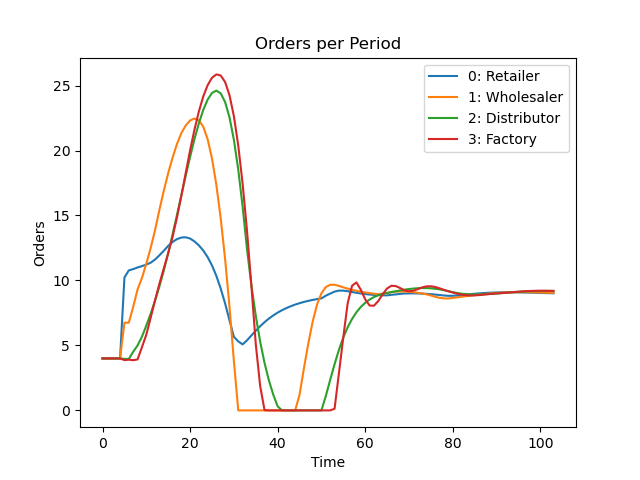 Orders per Period
0: Retailer
1: Wholesaler
2: Distributor
3: Factory
25
20
15
10
5
0
Orders
0 20 40 60 80 100
Time